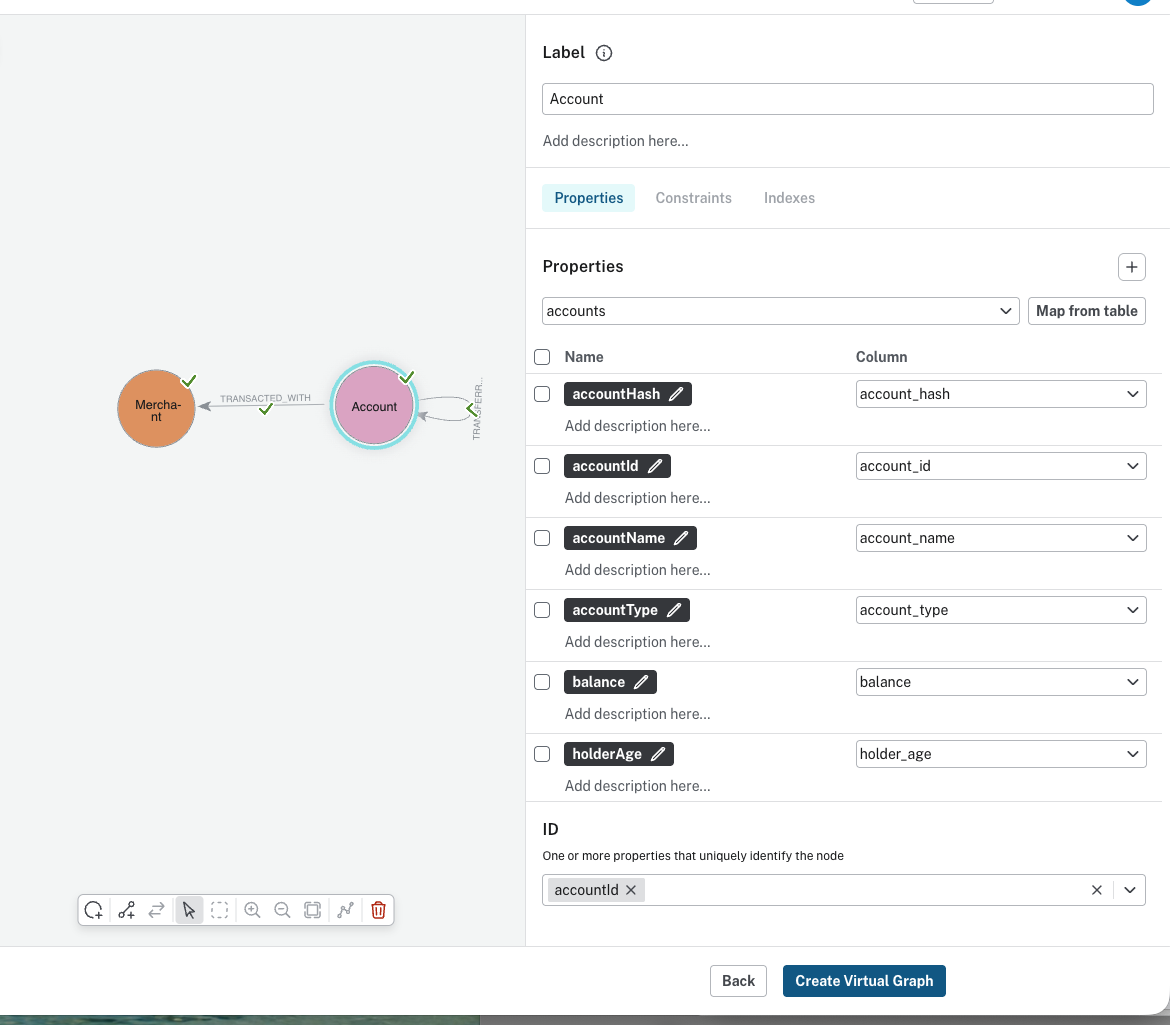 Label
Account
Add description here...
Properties Constraints Indexes
Properties
accounts
Map from table
Name Column
accountHash account_hash
Add description here...
accountId account_id
Add description here...
accountName account_name
Add description here...
accountType account_type
Add description here...
balance balance
Add description here...
holderAge holder_age
Add description here...
ID
One or more properties that uniquely identify the node
accountId
Mercha-
nt
TRANSACTED_WITH
Account
TRANSFERR...
Back Create Virtual Graph